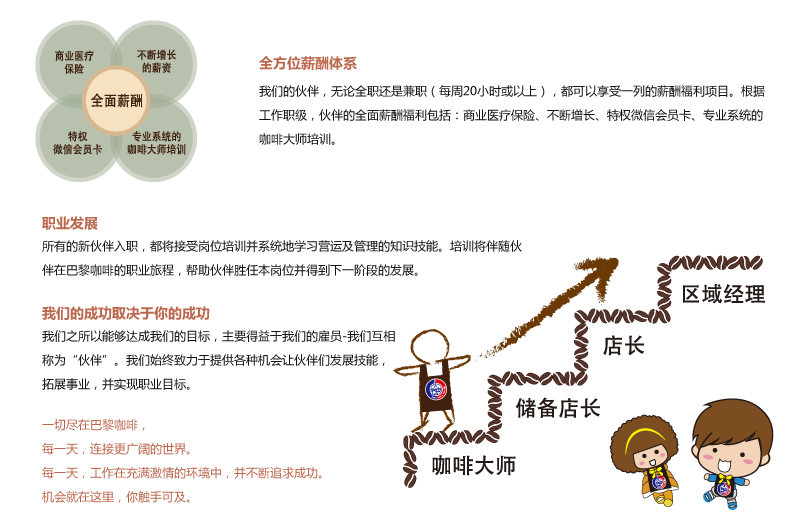 商业医疗
保险
不断增长
的薪资
全面薪酬
特权
微信会员卡
专业系统的
咖啡大师培训
全方位薪酬体系
我们的伙伴，无论全职还是兼职（每周20小时或以上），都可以享受一列的薪酬福利项目。根据
工作职级，伙伴的全面薪酬福利包括：商业医疗保险、不断增长、特权微信会员卡、专业系统的
咖啡大师培训。
职业发展
所有的新伙伴入职，都将接受岗位培训并系统地学习营运及管理的知识技能。培训将伴随伙
伴在巴黎咖啡的职业旅程，帮助伙伴胜任本岗位并得到下一阶段的发展。
我们的成功取决于你的成功
我们之所以能够达成我们的目标，主要得益于我们的雇员-我们互相
称为“伙伴”。我们始终致力于提供各种机会让伙伴们发展技能，
拓展事业，并实现职业目标。
一切尽在巴黎咖啡，
每一天，连接更广阔的世界。
每一天，工作在充满激情的环境中，并不断追求成功。
机会就在这里，你触手可及。
区域经理
店长
储备店长
咖啡大师